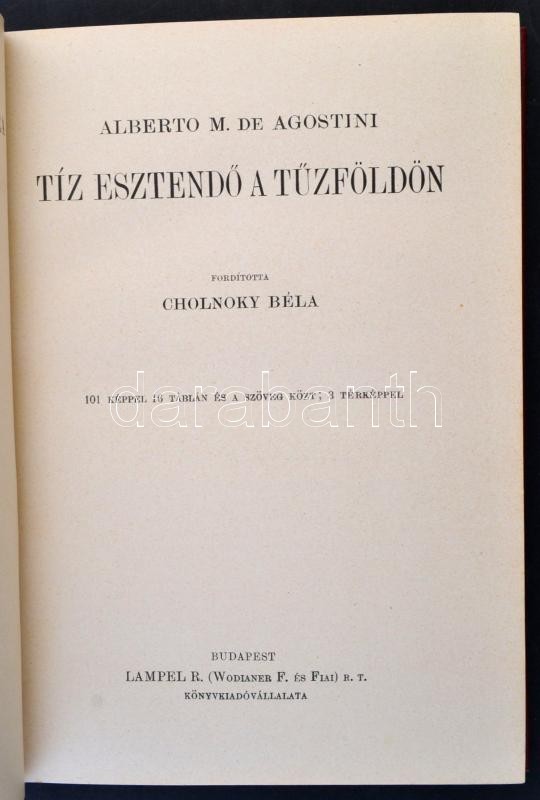 ALBERTO M. DE AGOSTINI
TÍZ ESZTENDŐ A TŰZFÖLDÖN
FORDÍTOTTA
CHOLNOKY BÉLA
101 KÉPPEL 16 TÁBLÁN ÉS A SZÖVEG KÖZT; 3 TÉRKÉPPEL
darabanth
BUDAPEST
LAMPEL R. (WODIANER F. ÉS FIAI) R. T.
KÖNYVKIADÓVÁLLALATA